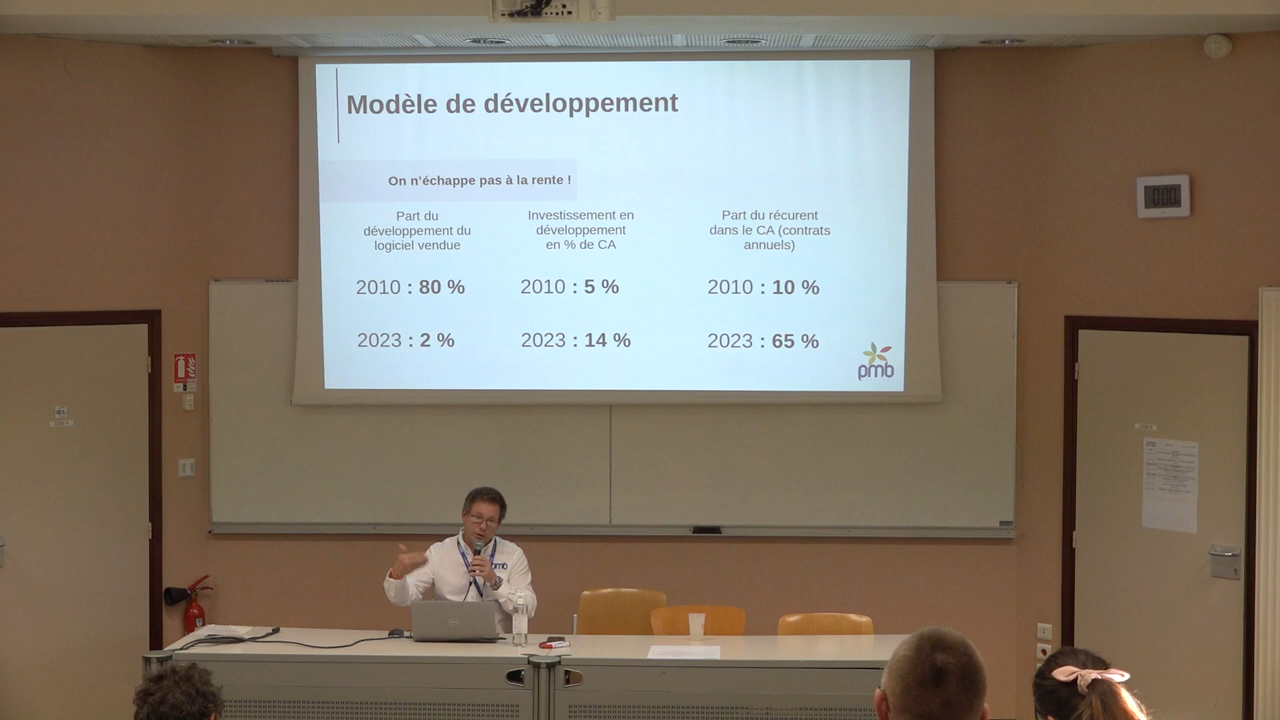 Modèle de développement
On n'échappe pas à la rente !
Part du
développement du
logiciel vendue
2010 : 80 %
2023 : 2 %
Investissement en
développement
en % de CA
2010 : 5 %
2023 : 14 %
Part du récurent
dans le CA (contrats
annuels)
2010 : 10 %
2023 : 65 %
pmb
pmb